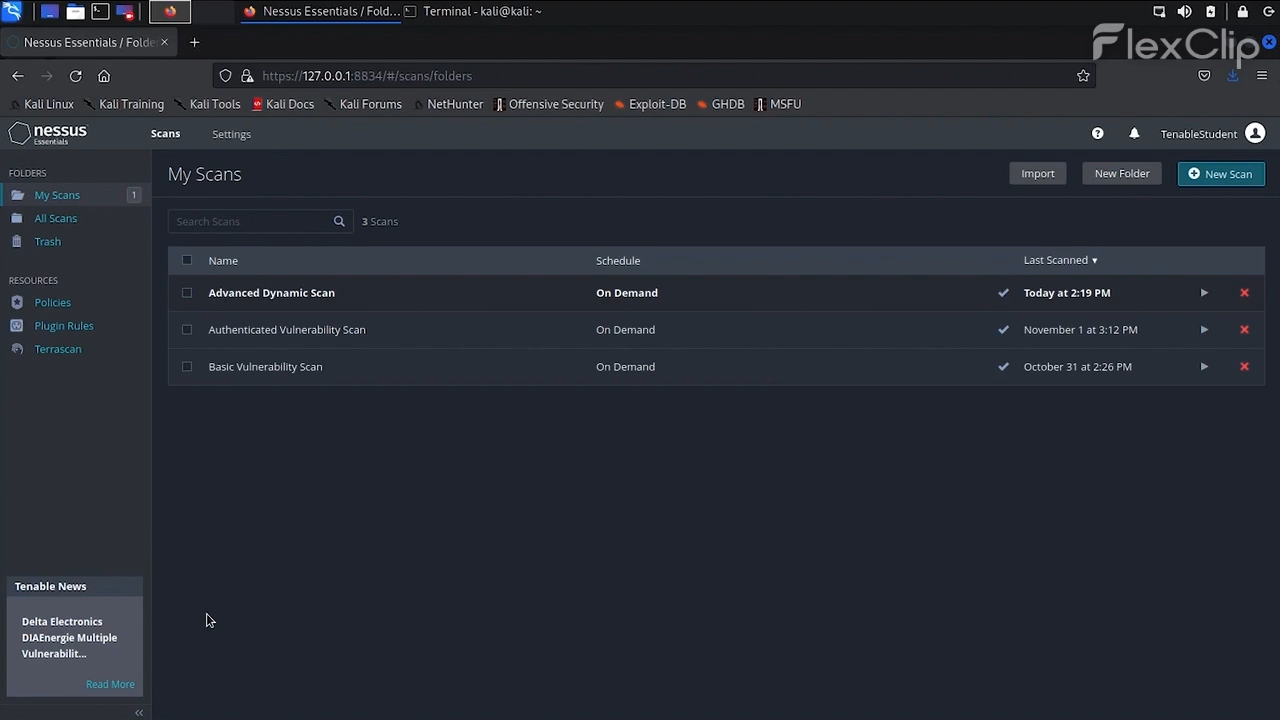 Nessus Essentials / Fold...
Terminal - kali@kali: ~
FlexClip
Nessus Essentials / Folde
https://127.0.0.1:8834/#/scans/folders
Kali Linux
Kali Training
Kali Tools
Kali Docs
Kali Forums
NetHunter
Offensive Security
Exploit-DB
GHDB
MSFU
nessus
Essentials
Scans
Settings
TenableStudent
FOLDERS
My Scans
1
All Scans
Trash
RESOURCES
Policies
Plugin Rules
Terrascan
My Scans
Import
New Folder
New Scan
Search Scans
3 Scans
Name Schedule Last Scanned ▼
Advanced Dynamic Scan On Demand Today at 2:19 PM
Authenticated Vulnerability Scan On Demand November 1 at 3:12 PM
Basic Vulnerability Scan On Demand October 31 at 2:26 PM
Tenable News
Delta Electronics
DIAEnergie Multiple
Vulnerabilit...
Read More